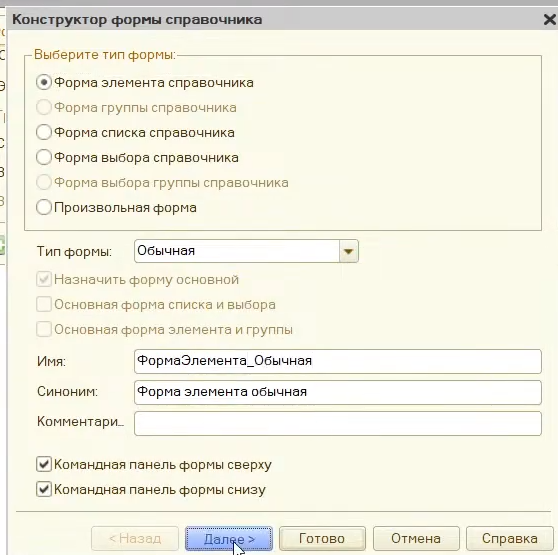 Конструктор формы справочника
Выберите тип формы:
Форма элемента справочника
Форма группы справочника
Форма списка справочника
Форма выбора справочника
Форма выбора группы справочника
Произвольная форма
Тип формы: Обычная
Назначить форму основной
Основная форма списка и выбора
Основная форма элемента и группы
Имя: ФормаЭлемента_Обычная
Синоним: Форма элемента обычная
Комментари...
Командная панель формы сверху
Командная панель формы снизу
< Назад Далее > Готово Отмена Справка